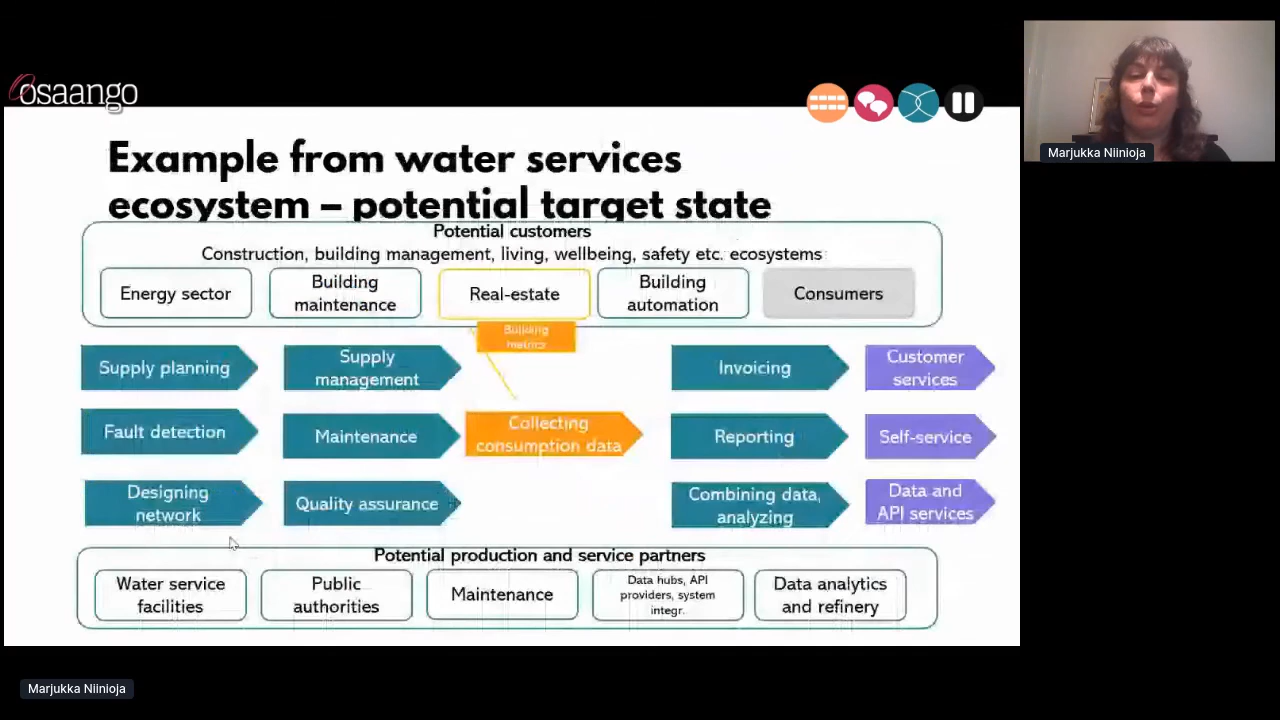 osaango
Marjukka Niinioja
Example from water services
ecosystem – potential target state
Potential customers
Construction, building management, living, wellbeing, safety etc. ecosystems
Energy sector
Building
maintenance
Real-estate
Building
automation
Consumers
Building
metrics
Supply planning
Supply
management
Invoicing
Customer
services
Fault detection
Maintenance
Collecting
consumption data
Reporting
Self-service
Designing
network
Quality assurance
Combining data,
analyzing
Data and
API services
Potential production and service partners
Water service
facilities
Public
authorities
Maintenance
Data hubs, API
providers, system
integr.
Data analytics
and refinery
Marjukka Niinioja